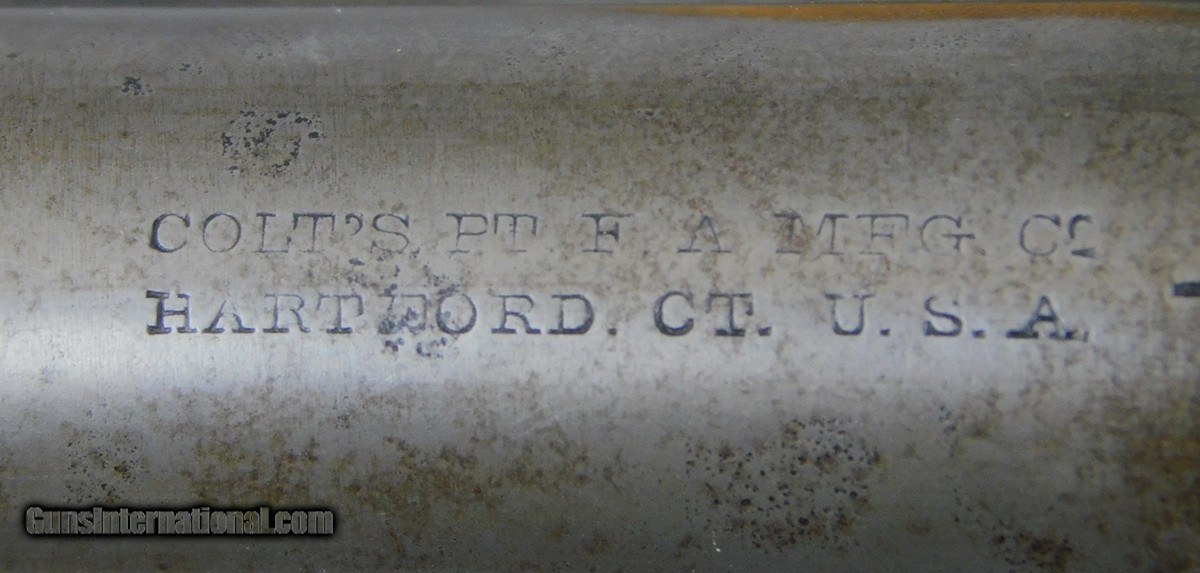 COLT'S PT. F. A. MFG. Cº
HARTFORD. CT. U. S. A.
GunsInternational.com